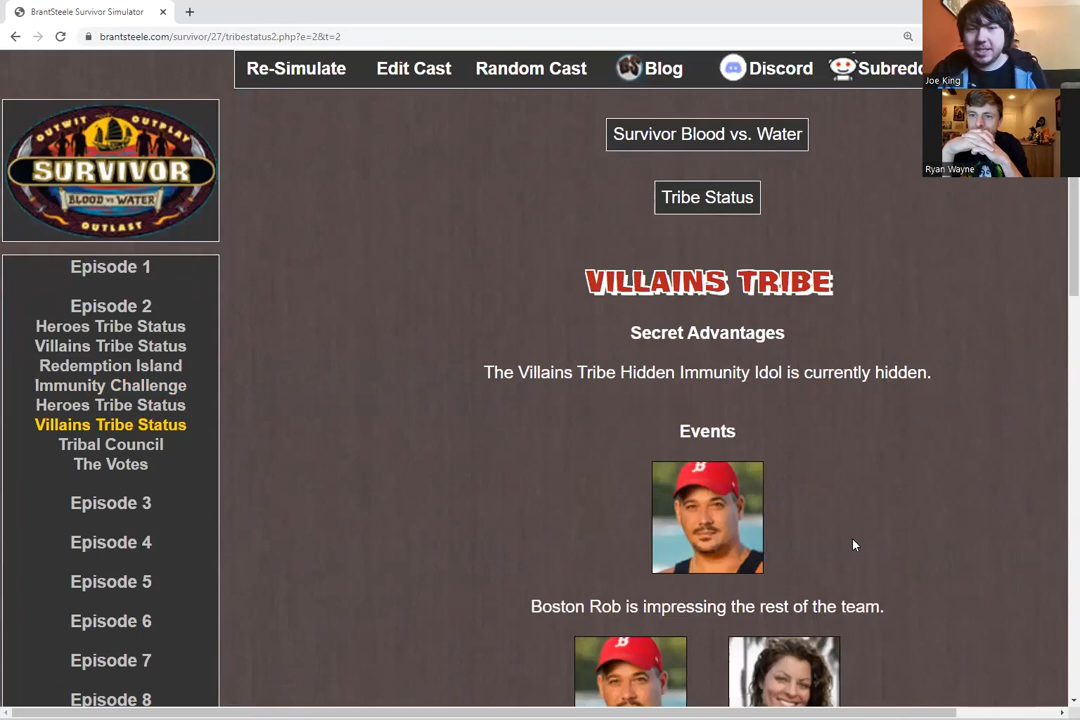 BrantSteele Survivor Simulator
brantsteele.com/survivor/27/tribestatus2.php?e=2&t=2
Re-Simulate Edit Cast Random Cast Blog Discord Subredd
Joe King
Ryan Wayne
OUTWIT OUTPLAY
SURVIVOR
BLOOD VS WATER
OUTLAST
Episode 1
Episode 2
Heroes Tribe Status
Villains Tribe Status
Redemption Island
Immunity Challenge
Heroes Tribe Status
Villains Tribe Status
Tribal Council
The Votes
Episode 3
Episode 4
Episode 5
Episode 6
Episode 7
Episode 8
Survivor Blood vs. Water
Tribe Status
VILLAINS TRIBE
Secret Advantages
The Villains Tribe Hidden Immunity Idol is currently hidden.
Events
B
Boston Rob is impressing the rest of the team.
B